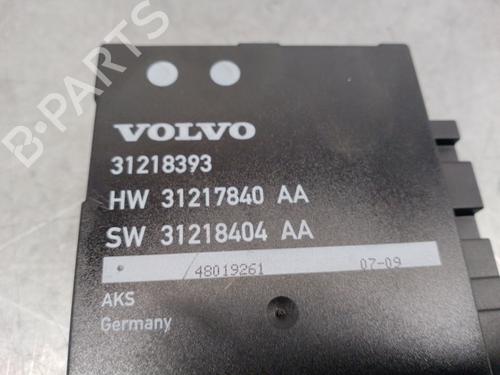 B-PARTS
VOLVO
31218393
HW 31217840 AA
SW 31218404 AA
48019261 07-09
AKS
Germany